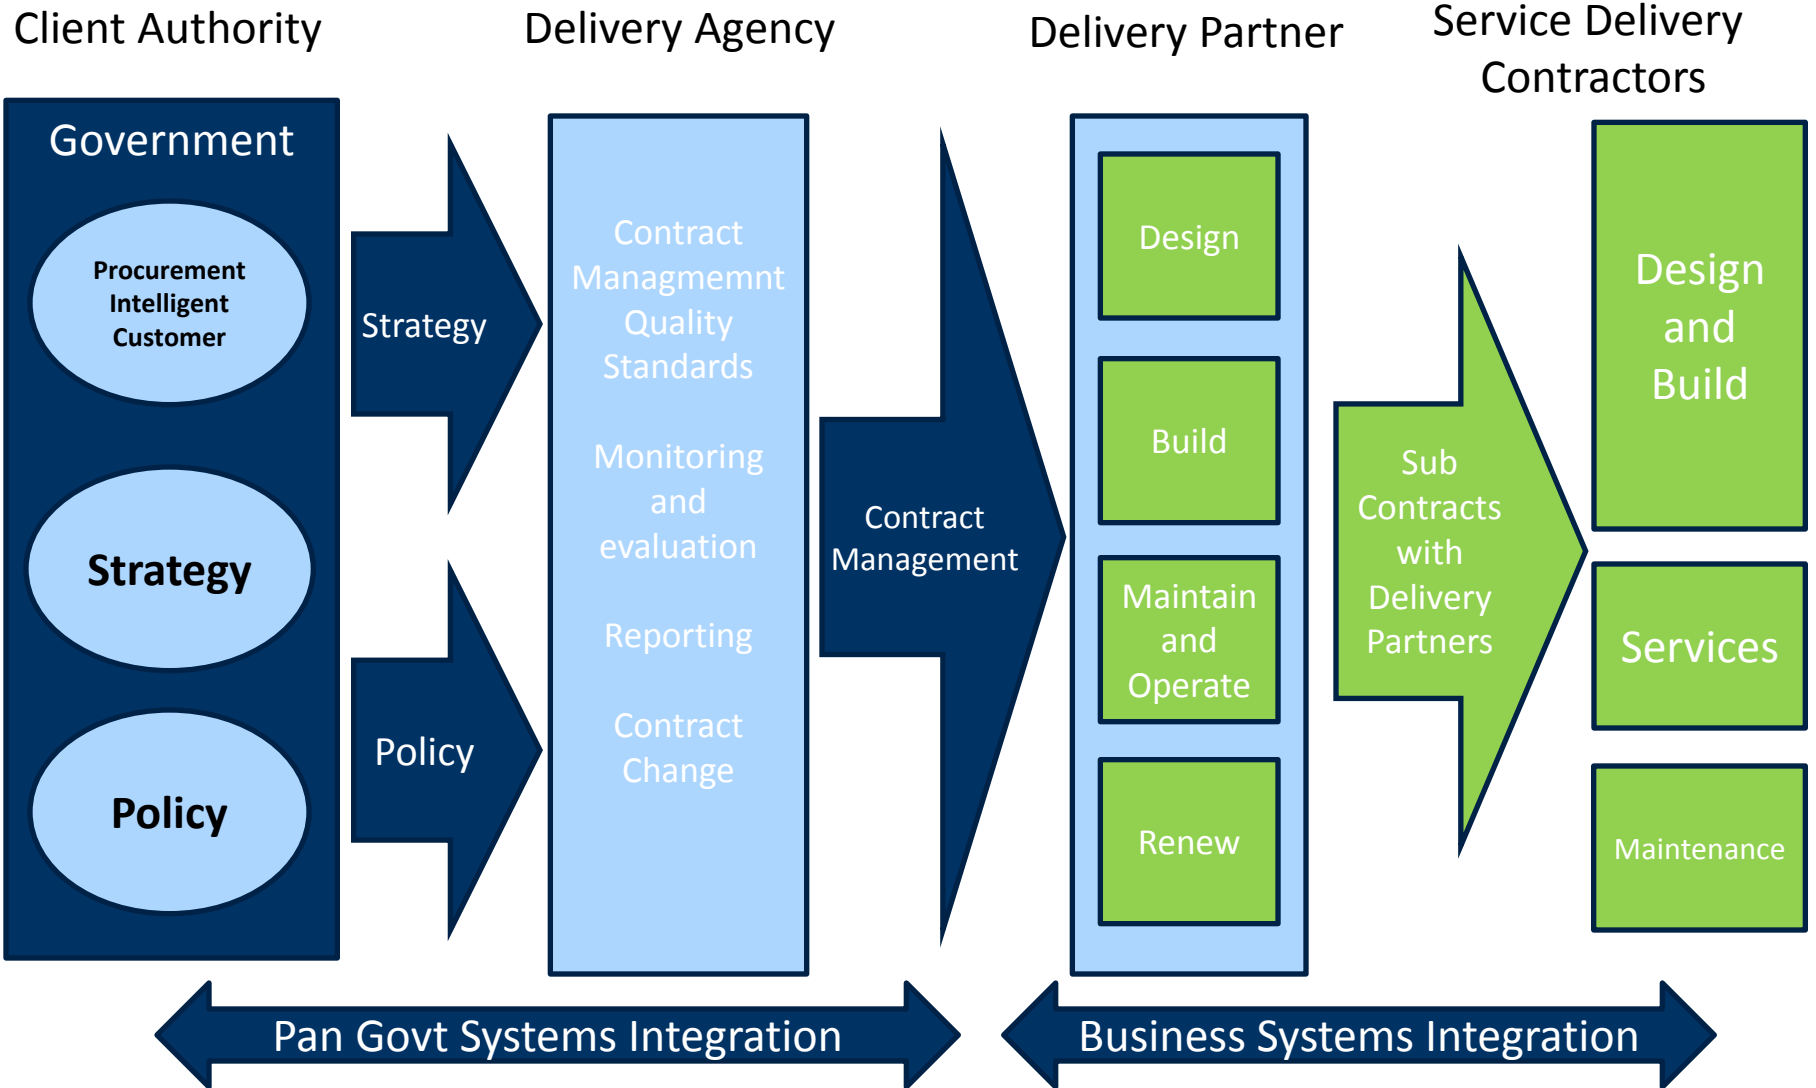 Client Authority
Delivery Agency
Delivery Partner
Service Delivery
Contractors
Government
Procurement
Intelligent
Customer
Strategy
Policy
Strategy
Policy
Contract
Managmemnt
Quality
Standards
Monitoring
and
evaluation
Reporting
Contract
Change
Contract
Management
Design
Build
Maintain
and
Operate
Renew
Sub
Contracts
with
Delivery
Partners
Design
and
Build
Services
Maintenance
Pan Govt Systems Integration
Business Systems Integration